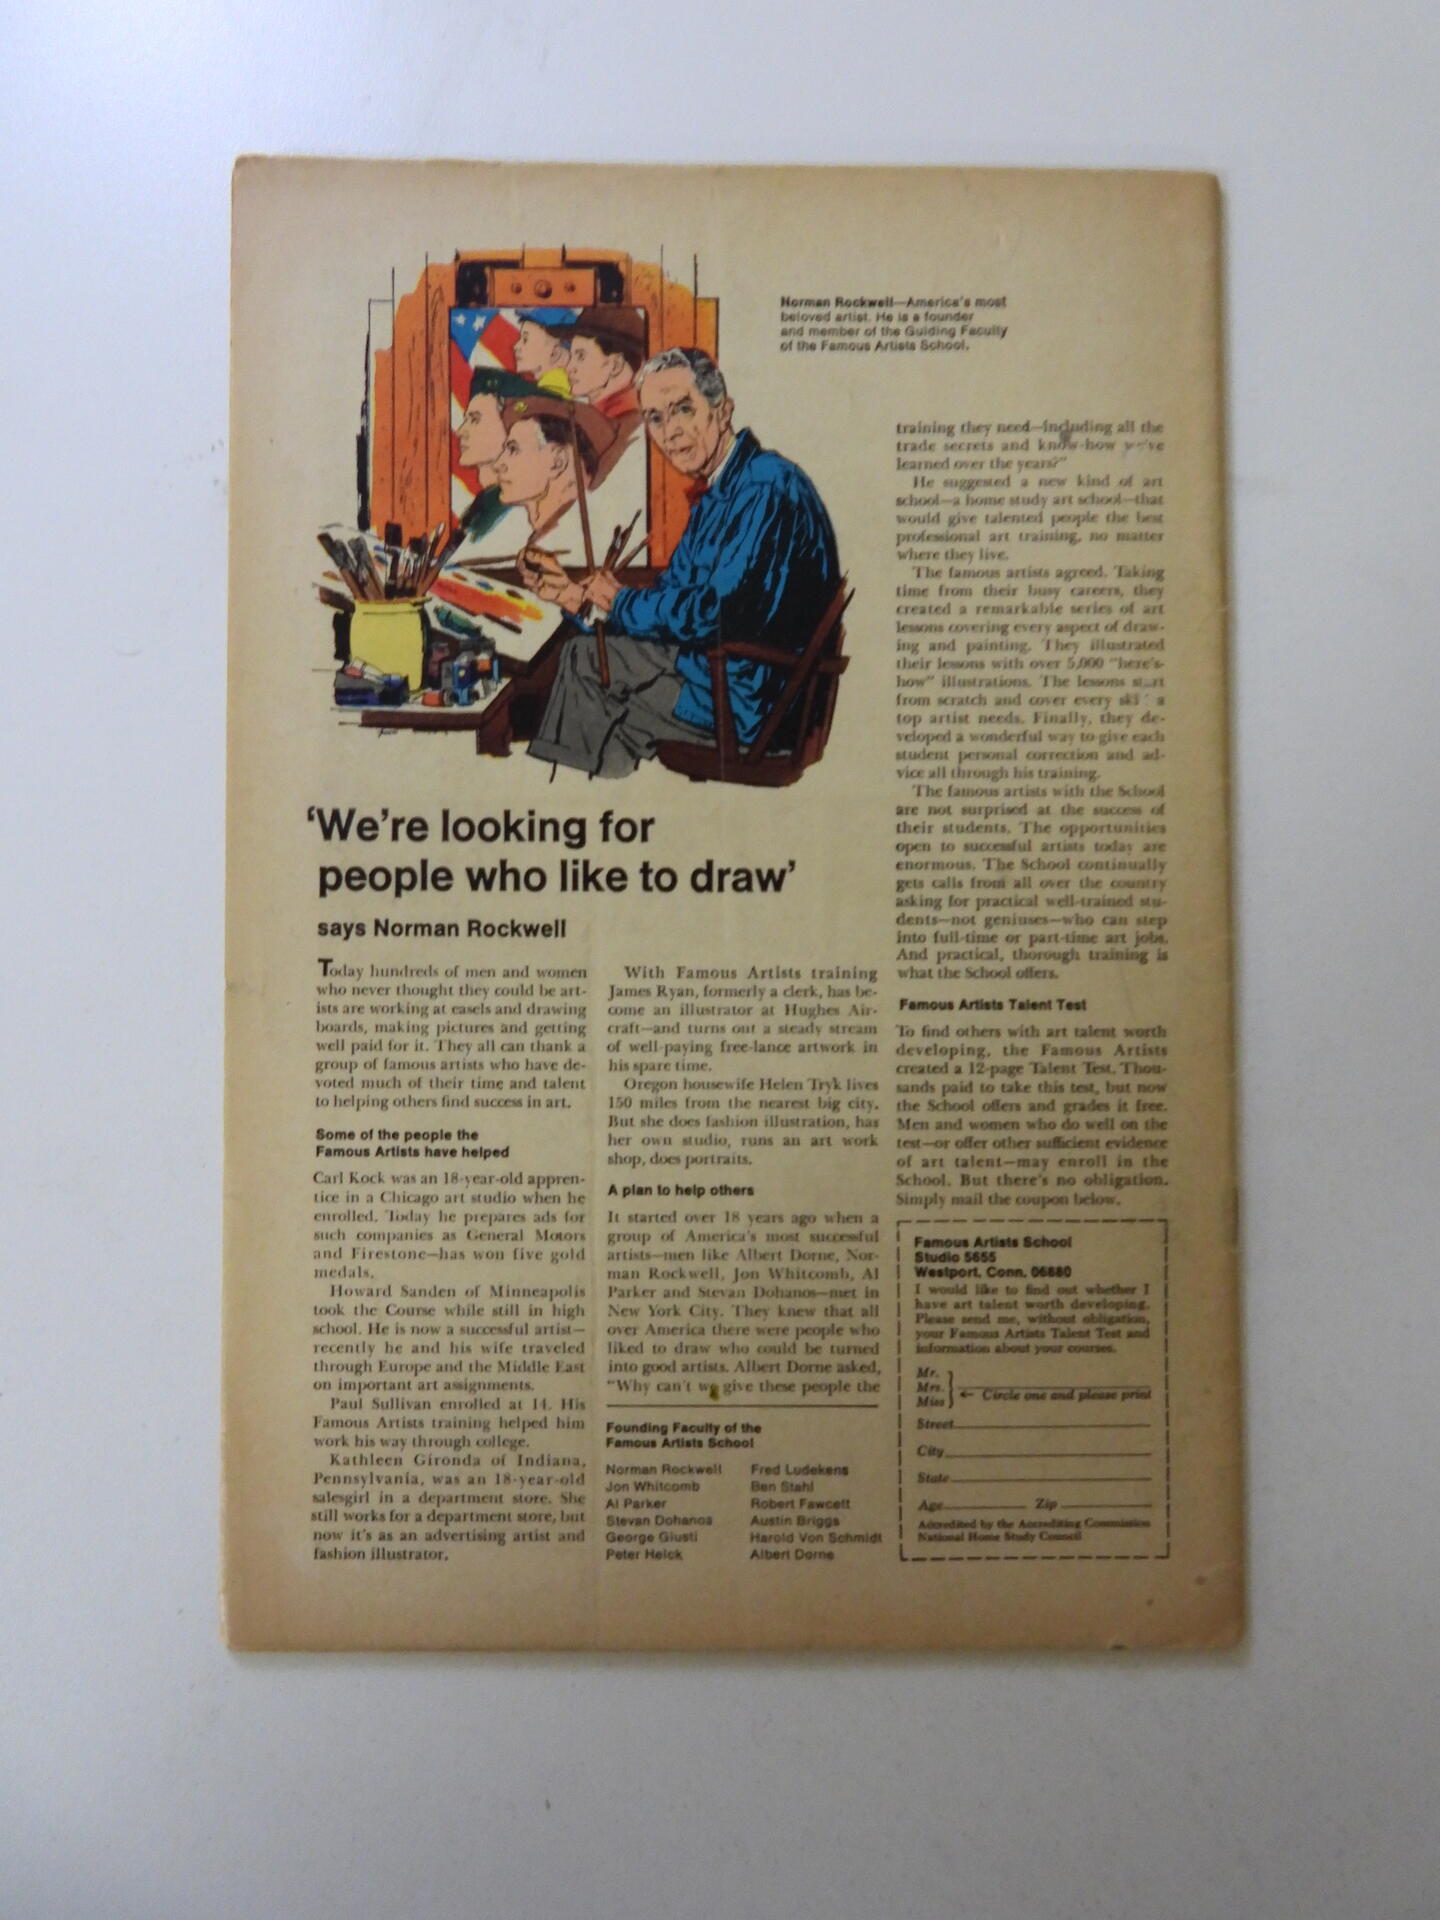 Norman Rockwell—America's most
beloved artist. He is a founder
and member of the Guiding Faculty
of the Famous Artists School.
'We're looking for
people who like to draw'
says Norman Rockwell
Today hundreds of men and women
who never thought they could be art-
ists are working at easels and drawing
boards, making pictures and getting
well paid for it. They all can thank a
group of famous artists who have de-
voted much of their time and talent
to helping others find success in art.
Some of the people the
Famous Artists have helped
Carl Kock was an 18-year-old appren-
tice in a Chicago art studio when he
enrolled. Today he prepares ads for
such companies as General Motors
and Firestone—has won five gold
medals.
Howard Sanden of Minneapolis
took the Course while still in high
school. He is now a successful artist—
recently he and his wife traveled
through Europe and the Middle East
on important art assignments.
Paul Sullivan enrolled at 14. His
Famous Artists training helped him
work his way through college.
Kathleen Gironda of Indiana,
Pennsylvania, was an 18-year-old
salesgirl in a department store. She
still works for a department store, but
now it's as an advertising artist and
fashion illustrator.
With Famous Artists training
James Ryan, formerly a clerk, has be-
come an illustrator at Hughes Air-
craft—and turns out a steady stream
of well-paying free-lance artwork in
his spare time.
Oregon housewife Helen Tryk lives
150 miles from the nearest big city.
But she does fashion illustration, has
her own studio, runs an art work
shop, does portraits.
A plan to help others
It started over 18 years ago when a
group of America's most successful
artists—men like Albert Dorne, Nor-
man Rockwell, Jon Whitcomb, Al
Parker and Stevan Dohanos—met in
New York City. They knew that all
over America there were people who
liked to draw who could be turned
into good artists. Albert Dorne asked,
"Why can't we give these people the
Founding Faculty of the
Famous Artists School
Norman Rockwell
Jon Whitcomb
Al Parker
Stevan Dohanos
George Giusti
Peter Helck
Fred Ludekens
Ben Stahl
Robert Fawcett
Austin Briggs
Harold Von Schmidt
Albert Dorne
training they need—including all the
trade secrets and know-how we've
learned over the years?"
He suggested a new kind of art
school—a home study art school—that
would give talented people the best
professional art training, no matter
where they live.
The famous artists agreed. Taking
time from their busy careers, they
created a remarkable series of art
lessons covering every aspect of draw-
ing and painting. They illustrated
their lessons with over 5,000 "here's-
how" illustrations. The lessons start
from scratch and cover every skill a
top artist needs. Finally, they de-
veloped a wonderful way to give each
student personal correction and ad-
vice all through his training.
The famous artists with the School
are not surprised at the success of
their students. The opportunities
open to successful artists today are
enormous. The School continually
gets calls from all over the country
asking for practical well-trained stu-
dents—not geniuses—who can step
into full-time or part-time art jobs.
And practical, thorough training is
what the School offers.
Famous Artists Talent Test
To find others with art talent worth
developing, the Famous Artists
created a 12-page Talent Test. Thou-
sands paid to take this test, but now
the School offers and grades it free.
Men and women who do well on the
test—or offer other sufficient evidence
of art talent—may enroll in the
School. But there's no obligation.
Simply mail the coupon below.
Famous Artists School
Studio 5655
Westport, Conn. 06880
I would like to find out whether I
have art talent worth developing.
Please send me, without obligation,
your Famous Artists Talent Test and
information about your courses.
Mr.
Mrs.
Miss
← Circle one and please print
Street
City
State
Age Zip
Accredited by the Accrediting Commission
National Home Study Council